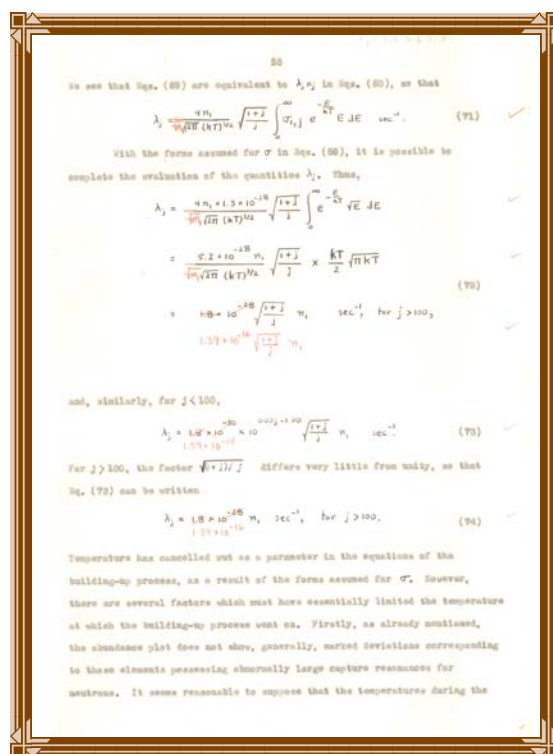 56
We see that Eqs. (69) are equivalent to λⱼnⱼ in Eqs. (60), so that
λⱼ = 4n₁ / √m₁ √2π (kT)^3/2 √(1+j / j) ∫₀^∞ σ₁,ⱼ e^(-E/kT) E dE sec⁻¹. (71)
With the forms assumed for σ in Eqs. (66), it is possible to
complete the evaluation of the quantities λⱼ. Thus,
λⱼ = 4n₁ × 1.3 × 10⁻²⁸ / √m₁ √2π (kT)^3/2 √(1+j / j) ∫₀^∞ e^(-E/kT) √E dE
= 5.2 × 10⁻²⁸ n₁ / √m₁ √2π (kT)^3/2 √(1+j / j) × kT/2 √πkT
(72)
= 1.8 × 10⁻²⁸ √(1+j / j) n₁ sec⁻¹, for j > 100,
1.39 × 10⁻¹⁶ √(1+j / j) n₁
and, similarly, for j < 100,
λⱼ = 1.8 × 10⁻³⁰ × 10^ √(1+j / j) n₁ sec⁻¹. (73)
1.39 × 10⁻¹⁸
For j > 100, the factor √(1+j)/j differs very little from unity, so that
Eq. (72) can be written
λⱼ = 1.8 × 10⁻²⁸ n₁ sec⁻¹, for j > 100. (74)
1.39 × 10⁻¹⁶
Temperature has cancelled out as a parameter in the equations of the
building-up process, as a result of the forms assumed for σ. However,
there are several factors which must have essentially limited the temperature
at which the building-up process went on. Firstly, as already mentioned,
the abundance plot does not show, generally, marked deviations corresponding
to those elements possessing abnormally large capture resonances for
neutrons. It seems reasonable to suppose that the temperatures during the